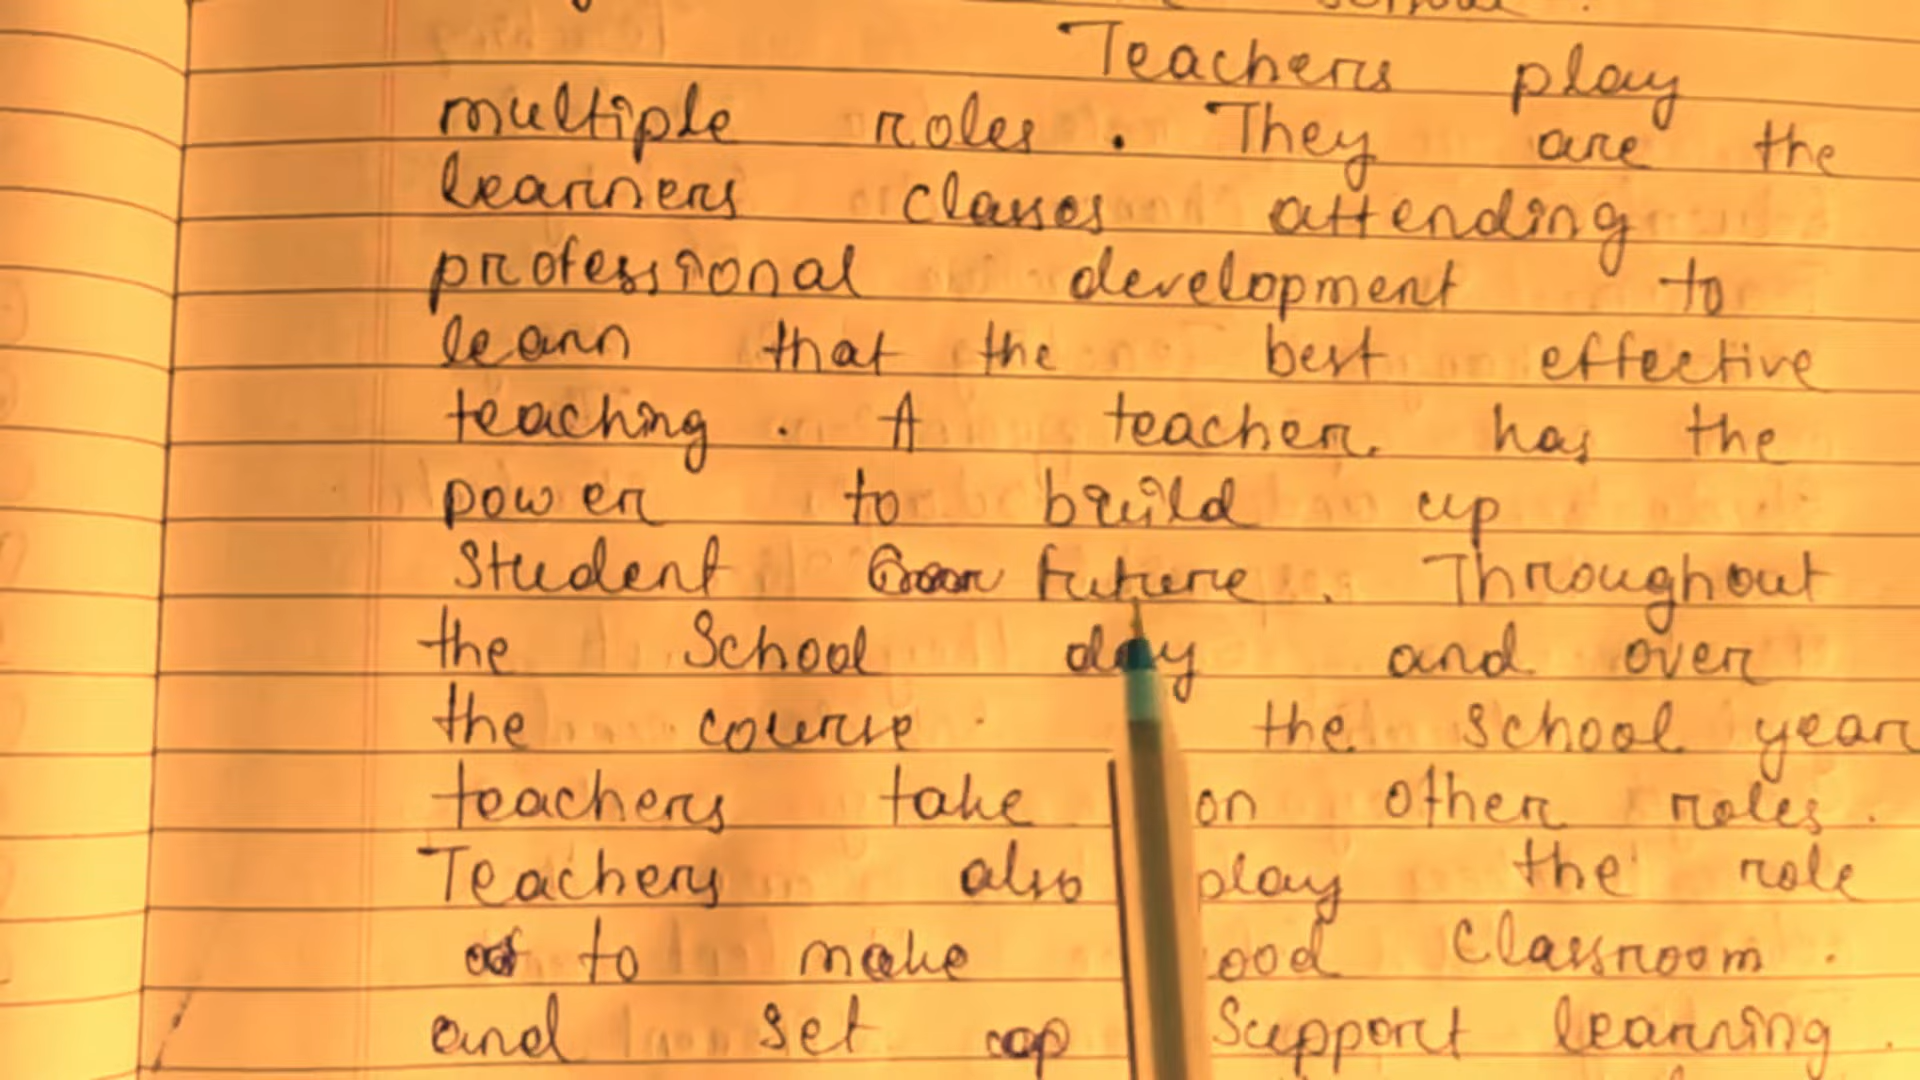 school.
Teachers play
multiple roles. They are the
learners classes attending
professional development to
learn that the best effective
teaching. A teacher. has the
power to build up
Student future. Throughout
the School day and over
the course the school year
teachers take on other roles.
Teachers also play the role
to make classroom.
and set support learning.